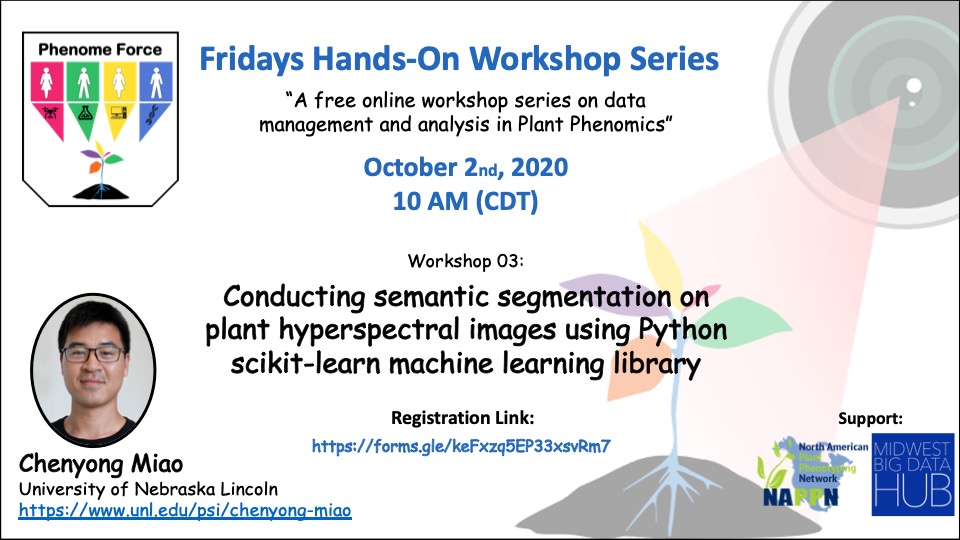 Phenome Force
Fridays Hands-On Workshop Series
“A free online workshop series on data
management and analysis in Plant Phenomics”
October 2nd, 2020
10 AM (CDT)
Workshop 03:
Conducting semantic segmentation on
plant hyperspectral images using Python
scikit-learn machine learning library
Registration Link:
https://forms.gle/keFxzq5EP33xsvRm7
Chenyong Miao
University of Nebraska Lincoln
https://www.unl.edu/psi/chenyong-miao
Support:
North American
Plant
Phenotyping
Network
NAPPN
MIDWEST
BIG DATA
HUB